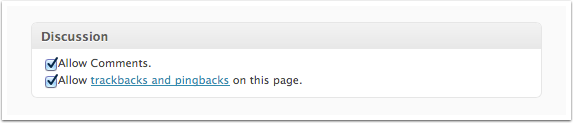 Discussion
Allow Comments.
Allow trackbacks and pingbacks on this page.